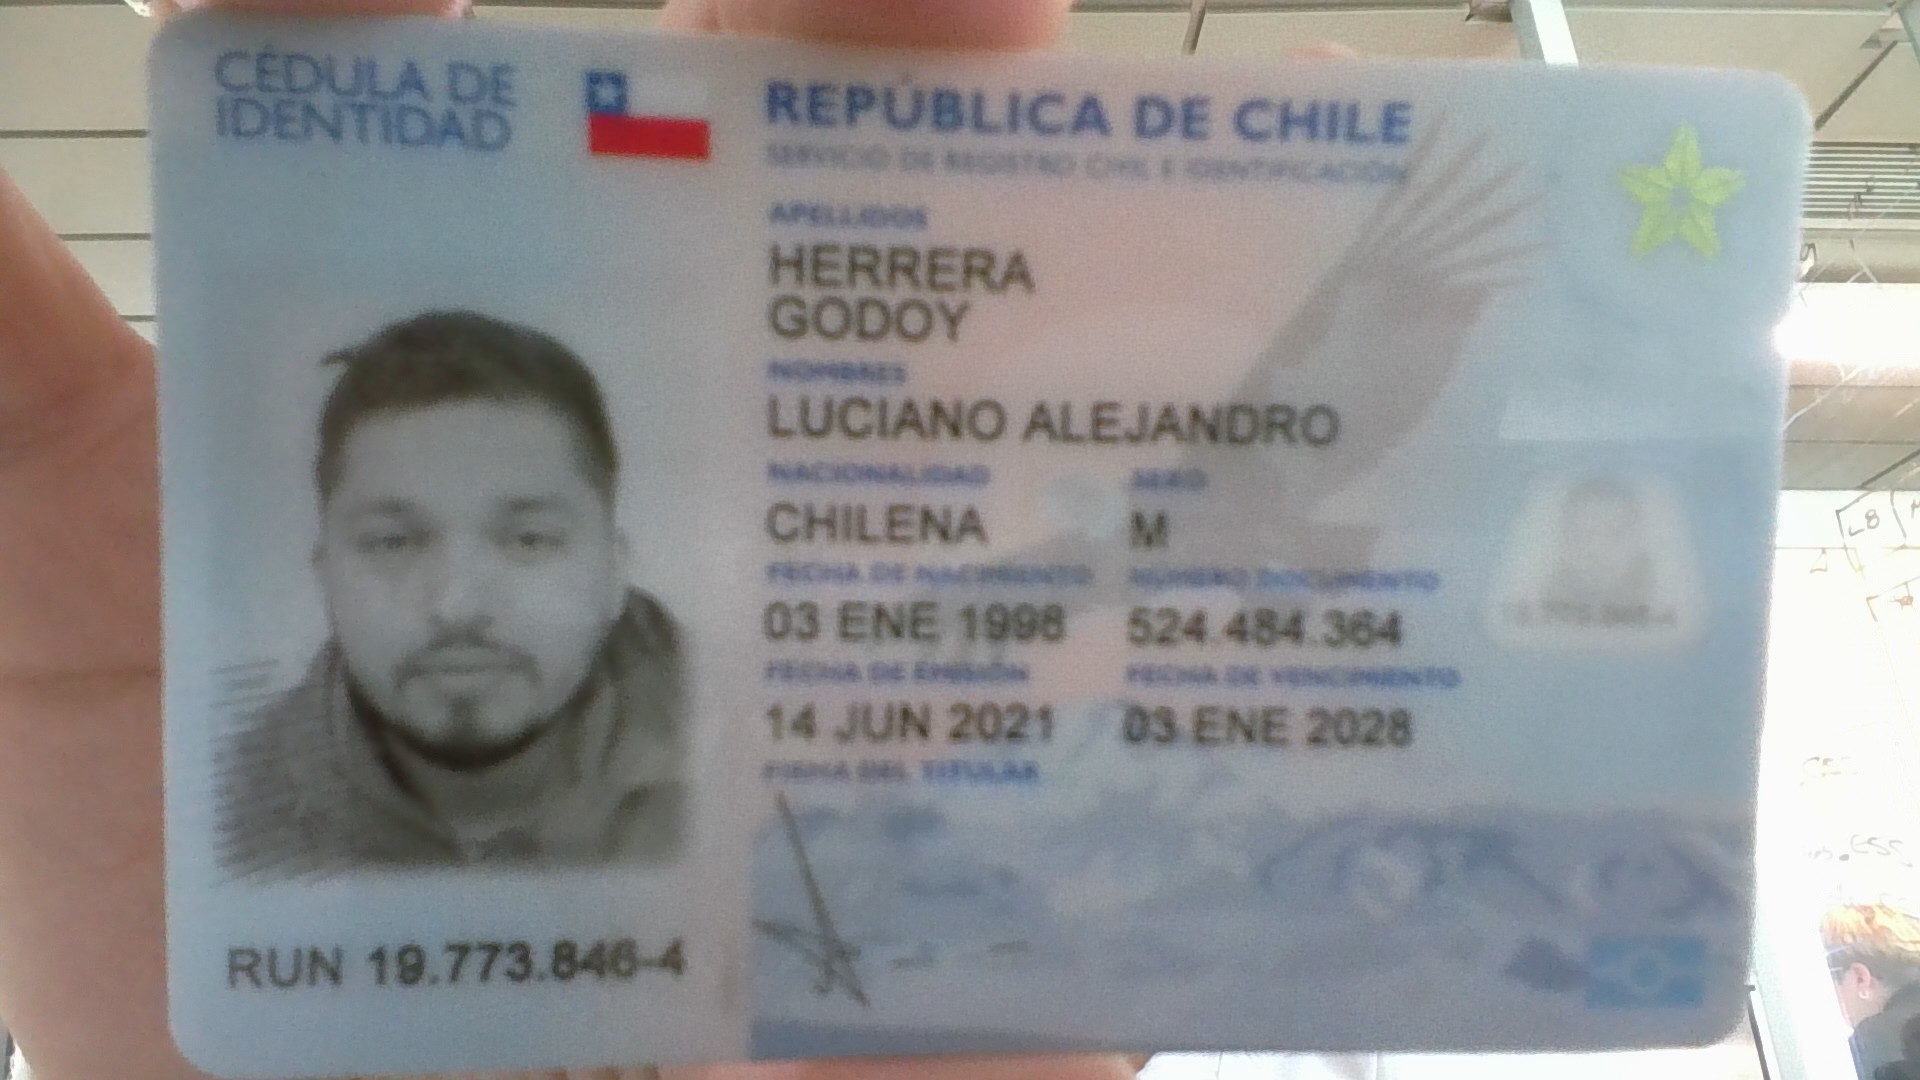 CÉDULA DE
IDENTIDAD
REPÚBLICA DE CHILE
SERVICIO DE REGISTRO CIVIL E IDENTIFICACIÓN
APELLIDOS
HERRERA
GODOY
NOMBRES
LUCIANO ALEJANDRO
NACIONALIDAD SEXO
CHILENA M
FECHA DE NACIMIENTO NÚMERO DOCUMENTO
03 ENE 1998 524.484.364
FECHA DE EMISIÓN FECHA DE VENCIMIENTO
14 JUN 2021 03 ENE 2028
FIRMA DEL TITULAR
RUN 19.773.846-4
L8